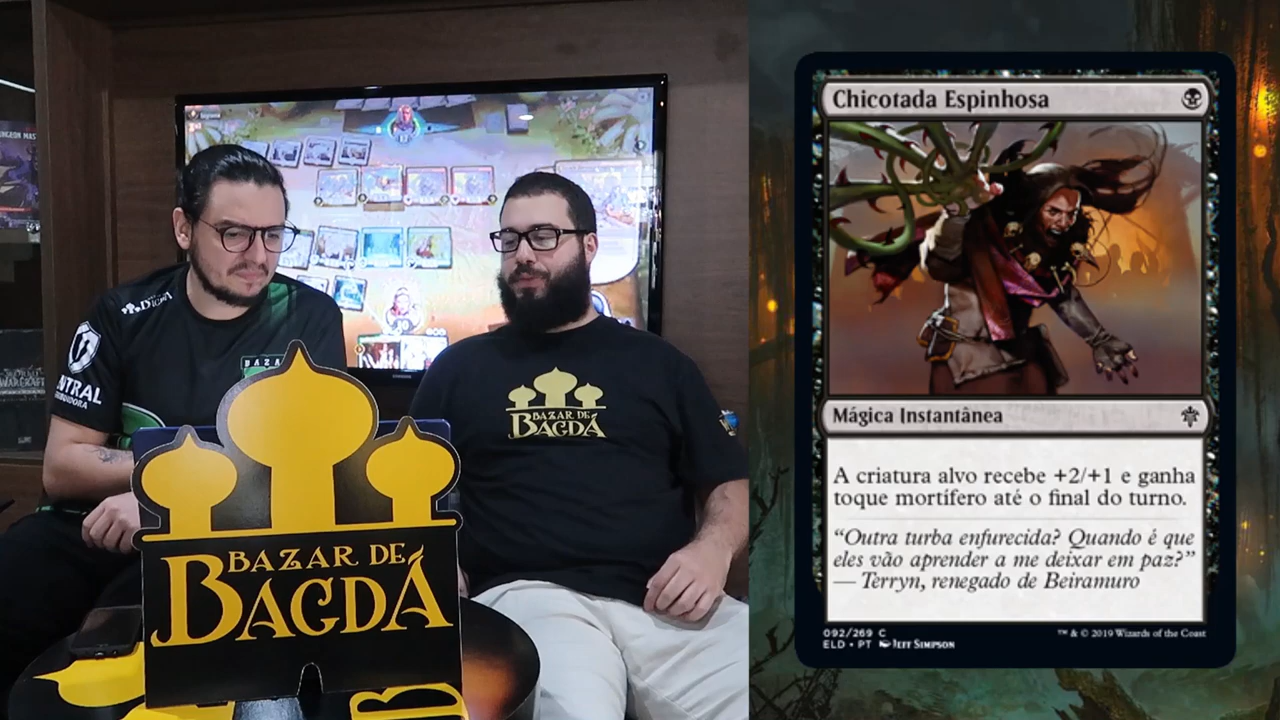 BAZAR DE
BAGDÁ
BAZAR DE
BAGDÁ
Chicotada Espinhosa
Mágica Instantânea
A criatura alvo recebe +2/+1 e ganha
toque mortífero até o final do turno.
“Outra turba enfurecida? Quando é que
eles vão aprender a me deixar em paz?”
— Terryn, renegado de Beiramuro
092/269 C
ELD • PT JEFF SIMPSON
™ & © 2019 Wizards of the Coast